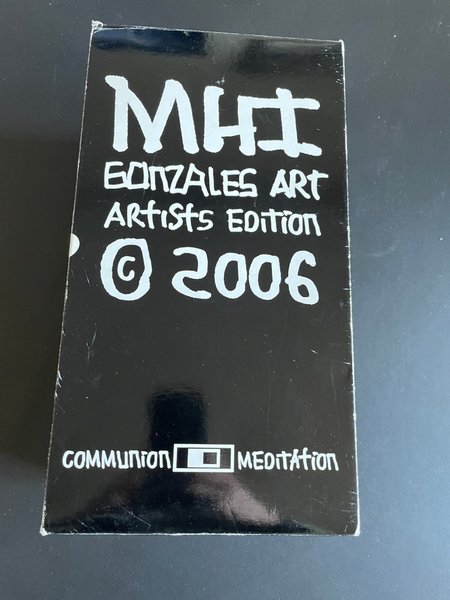 MHI
GONZALES ART
ARTISTS EDITION
© 2006
COMMUNION MEDITATION